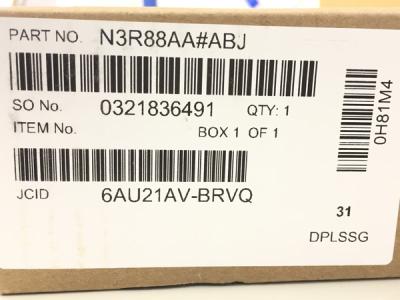 PART NO. N3R88AA#ABJ
SO No. 0321836491 QTY: 1
ITEM No. BOX 1 OF 1
JCID 6AU21AV-BRVQ
0H81M4
31
DPLSSG